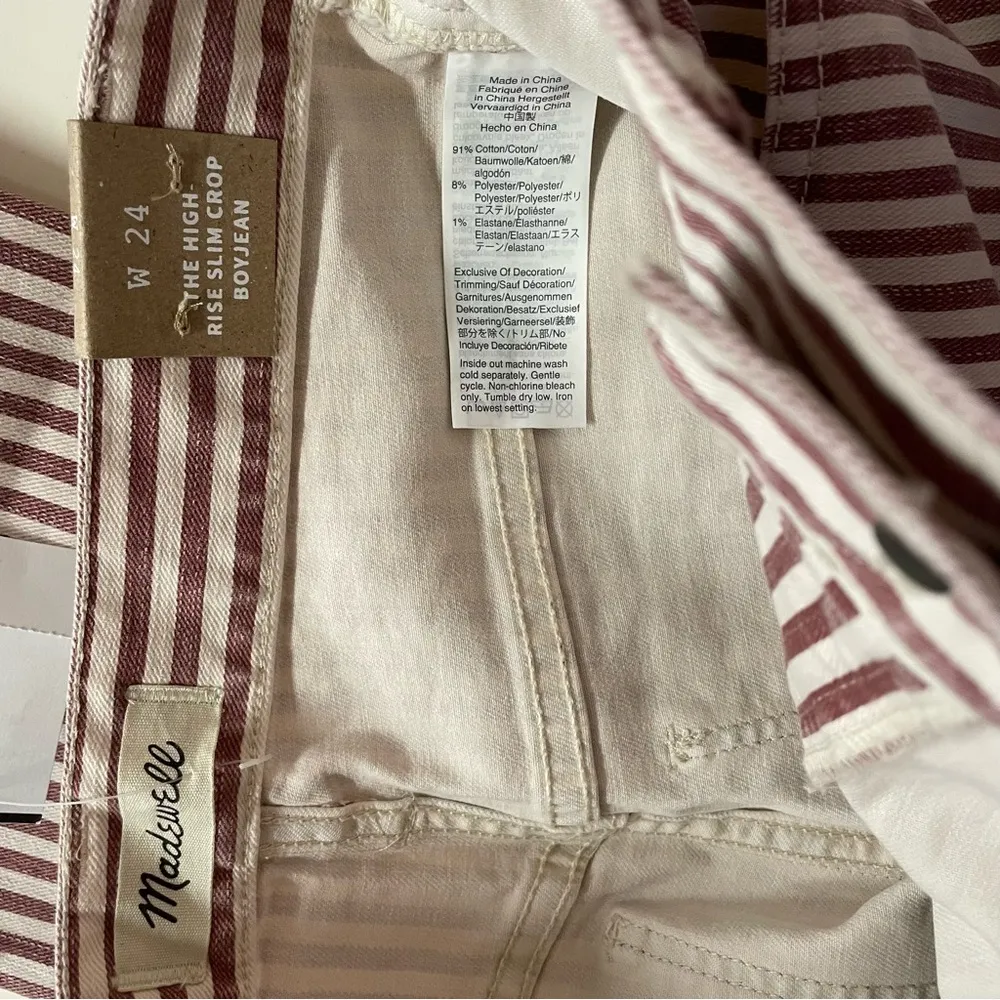 Made in China
Fabriqué en Chine
in China Hergestellt
Vervaardigd in China
中国製
Hecho en China
91% Cotton/Coton/
Baumwolle/Katoen/綿/
algodón
8% Polyester/Polyester/
Polyester/Polyester/ポリ
エステル/poliéster
1% Elastane/Élasthanne/
Elastan/Elastaan/エラス
テーン/elastano
Exclusive Of Decoration/
Trimming/Sauf Décoration/
Garnitures/Ausgenommen
Dekoration/Besatz/Exclusief
Versiering/Garneersel/装飾
部分を除く/トリム部/No
Incluye Decoración/Ribete
Inside out machine wash
cold separately. Gentle
cycle. Non-chlorine bleach
only. Tumble dry low. Iron
on lowest setting.
W 24
THE HIGH-
RISE SLIM CROP
BOYJEAN
Madewell